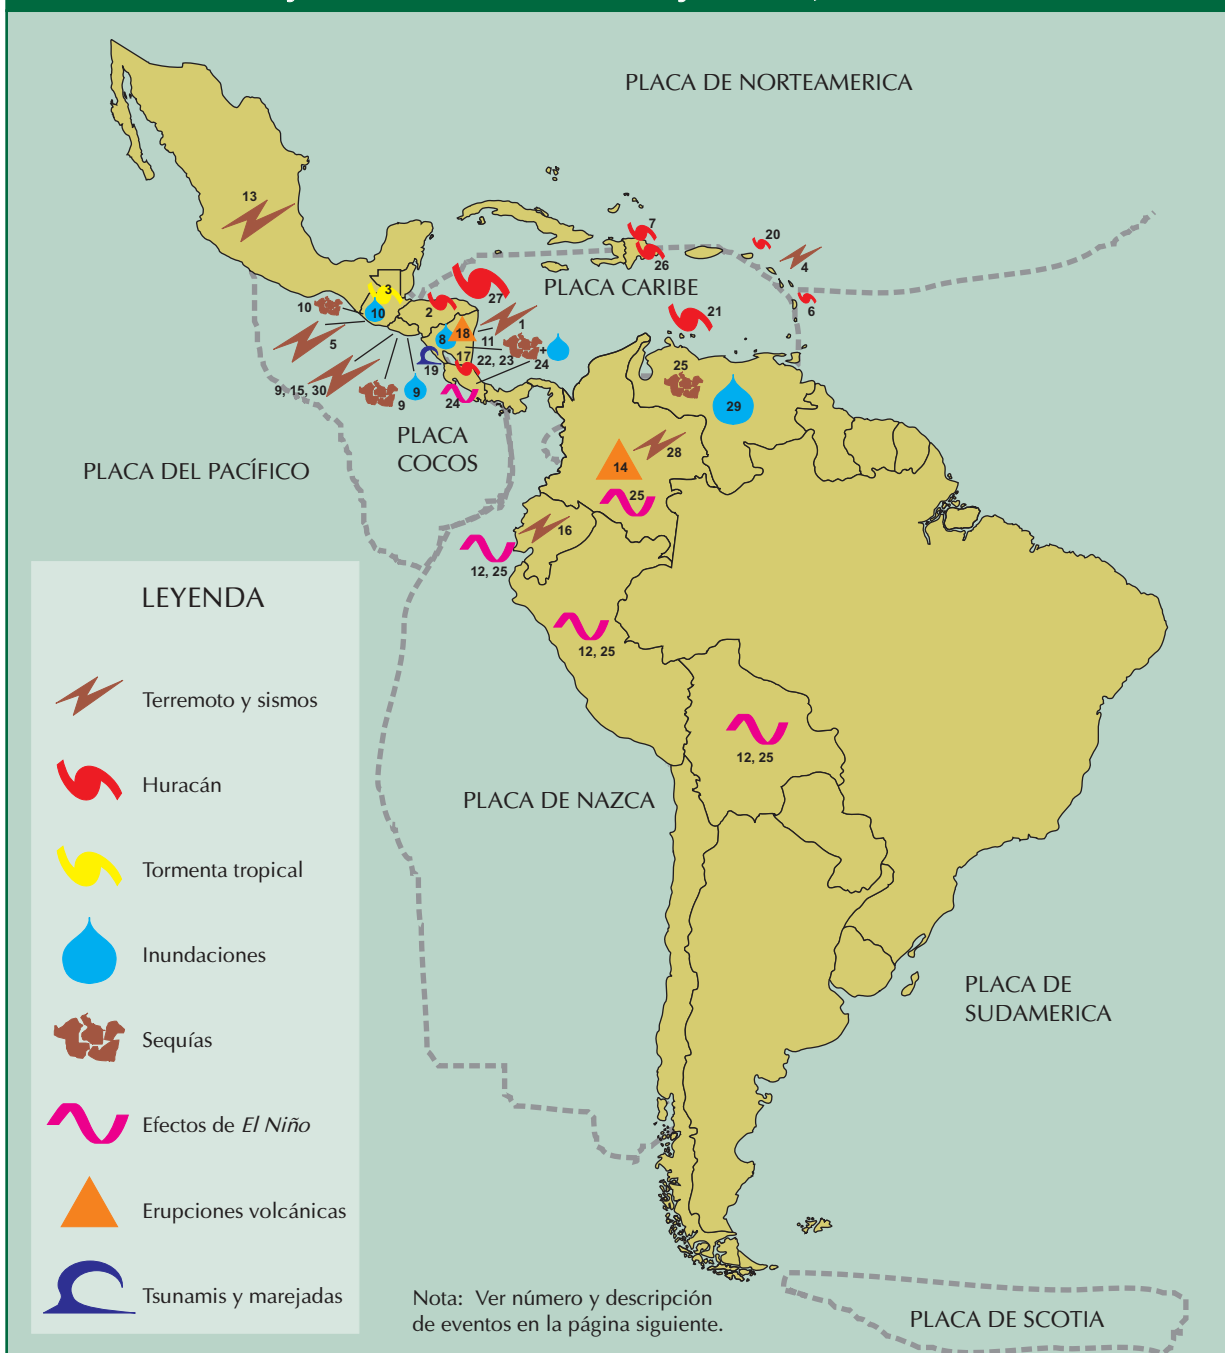 PLACA DE NORTEAMERICA
13
7
26
20
4
6
PLACA CARIBE
3
10
10
2
27
21
1
5
8
18
11
17
22, 23
+
24
19
9, 15, 30
9
9
24
25
29
PLACA
COCOS
PLACA DEL PACÍFICO
14
28
25
16
12, 25
12, 25
12, 25
PLACA DE NAZCA
PLACA DE
SUDAMERICA
PLACA DE SCOTIA
LEYENDA
Terremoto y sismos
Huracán
Tormenta tropical
Inundaciones
Sequías
Efectos de El Niño
Erupciones volcánicas
Tsunamis y marejadas
Nota: Ver número y descripción
de eventos en la página siguiente.